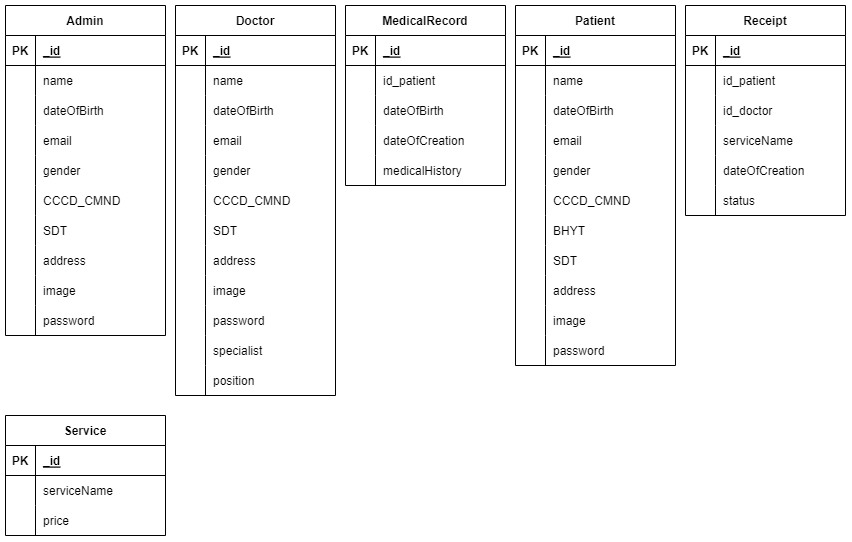 Admin
PK _id
name
dateOfBirth
email
gender
CCCD_CMND
SDT
address
image
password
Doctor
PK _id
name
dateOfBirth
email
gender
CCCD_CMND
SDT
address
image
password
specialist
position
MedicalRecord
PK _id
id_patient
dateOfBirth
dateOfCreation
medicalHistory
Patient
PK _id
name
dateOfBirth
email
gender
CCCD_CMND
BHYT
SDT
address
image
password
Receipt
PK _id
id_patient
id_doctor
serviceName
dateOfCreation
status
Service
PK _id
serviceName
price